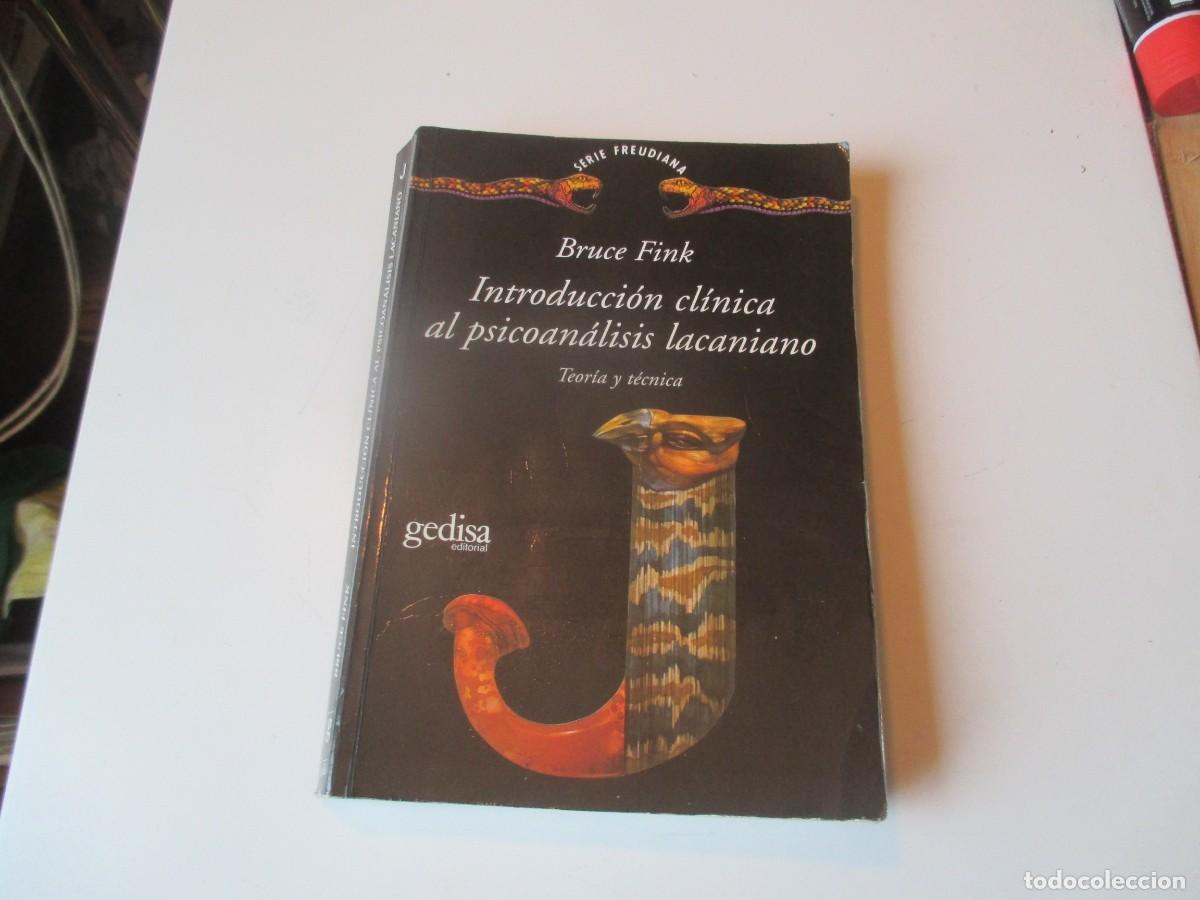 SERIE FREUDIANA
Bruce Fink
Introducción clínica
al psicoanálisis lacaniano
Teoría y técnica
gedisa
editorial
BRUCE FINK INTRODUCCIÓN CLÍNICA AL PSICOANÁLISIS LACANIANO
todocoleccion